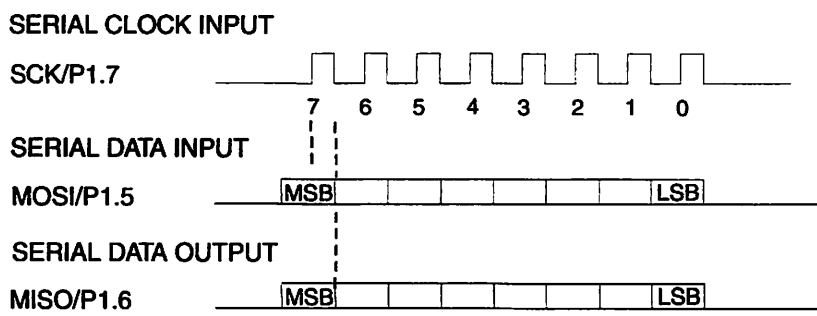 SERIAL CLOCK INPUT
SCK/P1.7
7 6 5 4 3 2 1 0
SERIAL DATA INPUT
MOSI/P1.5 MSB LSB
SERIAL DATA OUTPUT
MISO/P1.6 MSB LSB